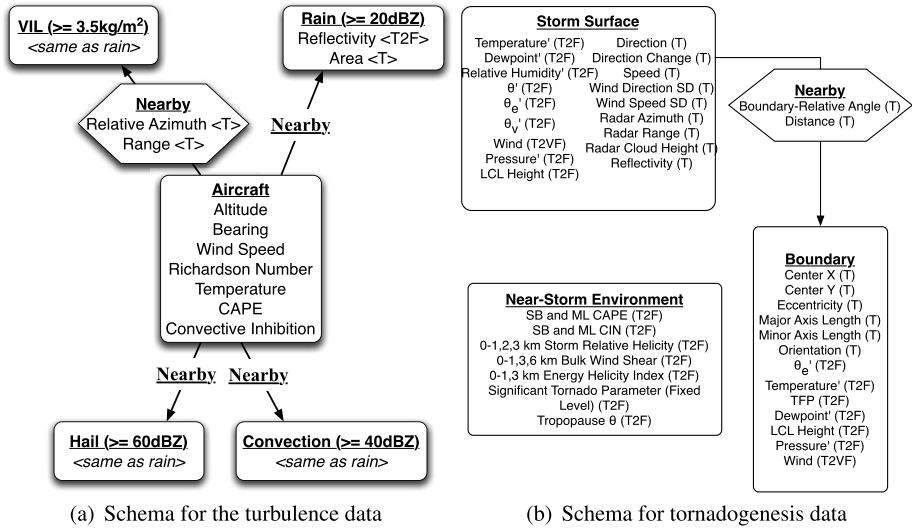 VIL (>= 3.5kg/m²)
<same as rain>
Rain (>= 20dBZ)
Reflectivity <T2F>
Area <T>
Nearby
Relative Azimuth <T>
Range <T>
Nearby
Aircraft
Altitude
Bearing
Wind Speed
Richardson Number
Temperature
CAPE
Convective Inhibition
Nearby
Nearby
Hail (>= 60dBZ)
<same as rain>
Convection (>= 40dBZ)
<same as rain>
(a) Schema for the turbulence data
Storm Surface
Temperature' (T2F)
Dewpoint' (T2F)
Relative Humidity' (T2F)
θ' (T2F)
θe' (T2F)
θv' (T2F)
Wind (T2VF)
Pressure' (T2F)
LCL Height (T2F)
Direction (T)
Direction Change (T)
Speed (T)
Wind Direction SD (T)
Wind Speed SD (T)
Radar Azimuth (T)
Radar Range (T)
Radar Cloud Height (T)
Reflectivity (T)
Nearby
Boundary-Relative Angle (T)
Distance (T)
Near-Storm Environment
SB and ML CAPE (T2F)
SB and ML CIN (T2F)
0-1,2,3 km Storm Relative Helicity (T2F)
0-1,3,6 km Bulk Wind Shear (T2F)
0-1,3 km Energy Helicity Index (T2F)
Significant Tornado Parameter (Fixed
Level) (T2F)
Tropopause θ (T2F)
Boundary
Center X (T)
Center Y (T)
Eccentricity (T)
Major Axis Length (T)
Minor Axis Length (T)
Orientation (T)
θe' (T2F)
Temperature' (T2F)
TFP (T2F)
Dewpoint' (T2F)
LCL Height (T2F)
Pressure' (T2F)
Wind (T2VF)
(b) Schema for tornadogenesis data